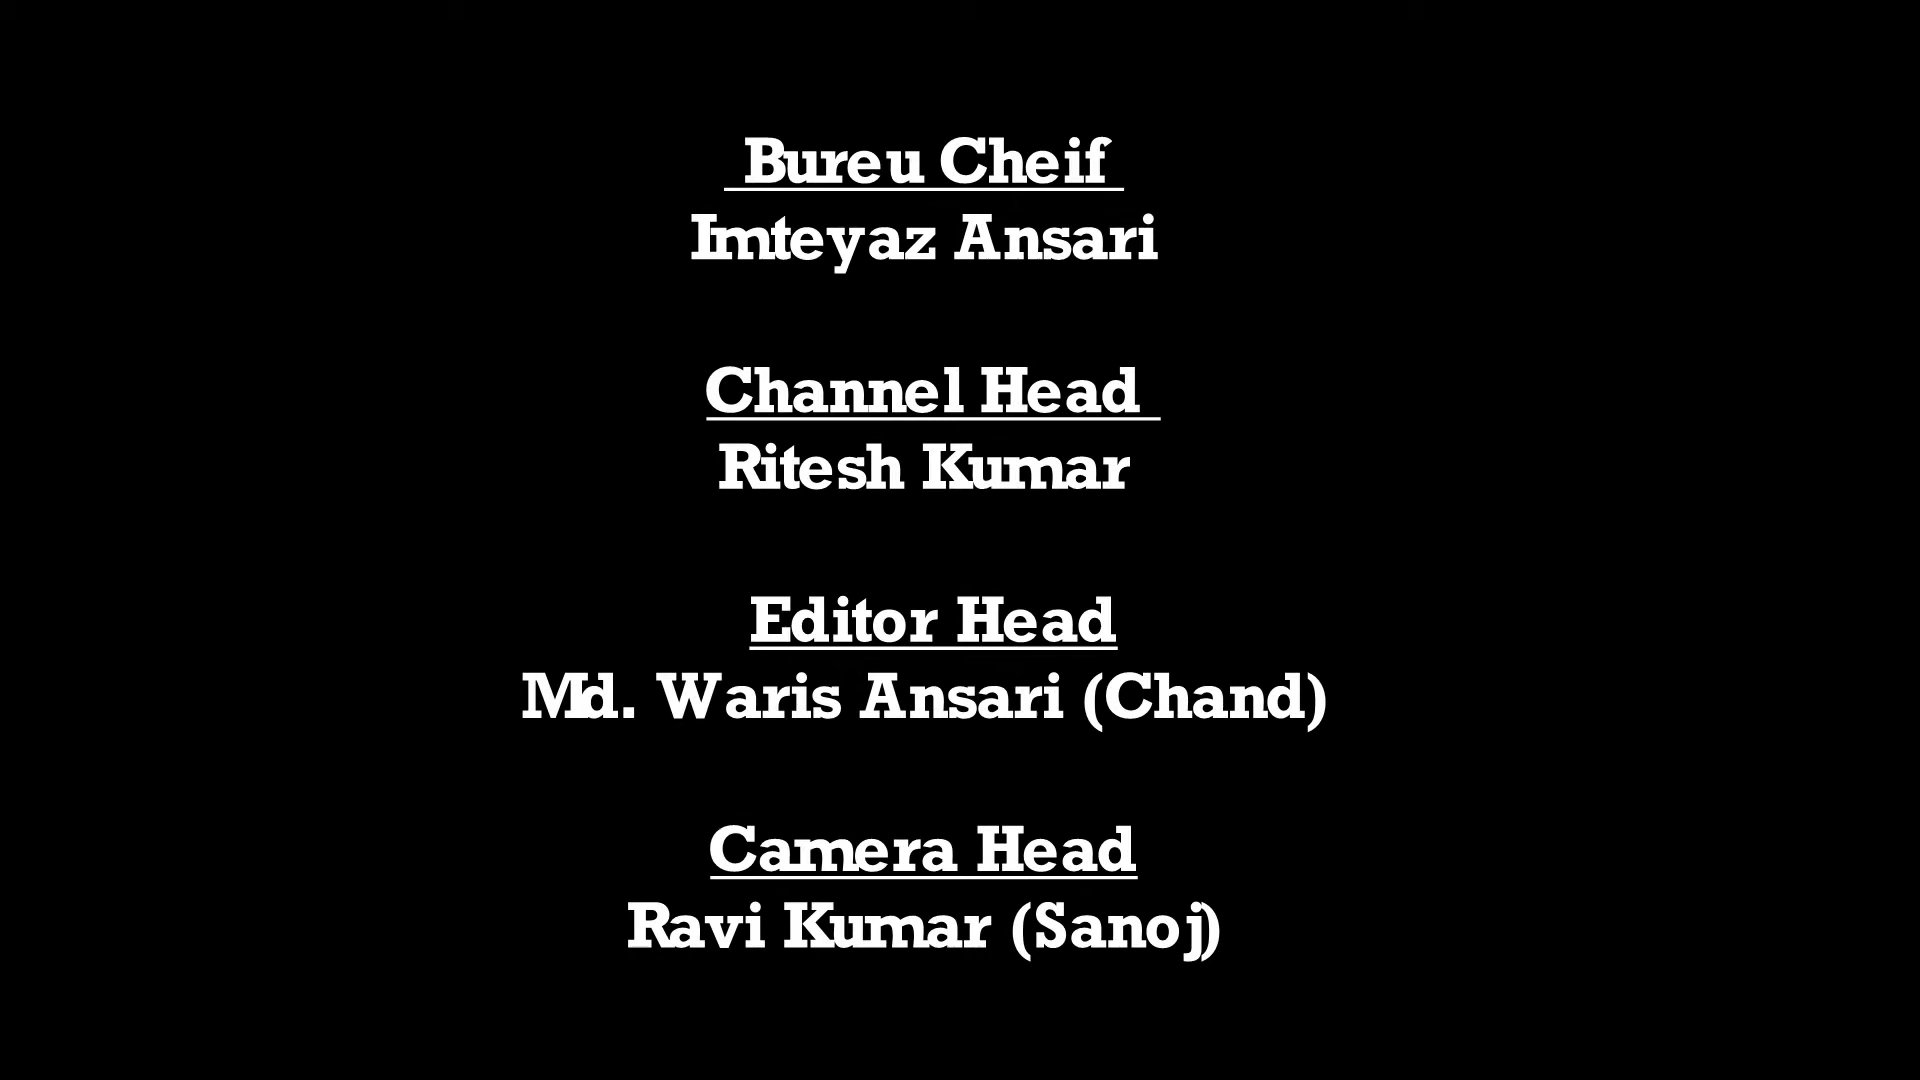 Bureu Cheif
Imteyaz Ansari
Channel Head
Ritesh Kumar
Editor Head
Md. Waris Ansari (Chand)
Camera Head
Ravi Kumar (Sanoj)